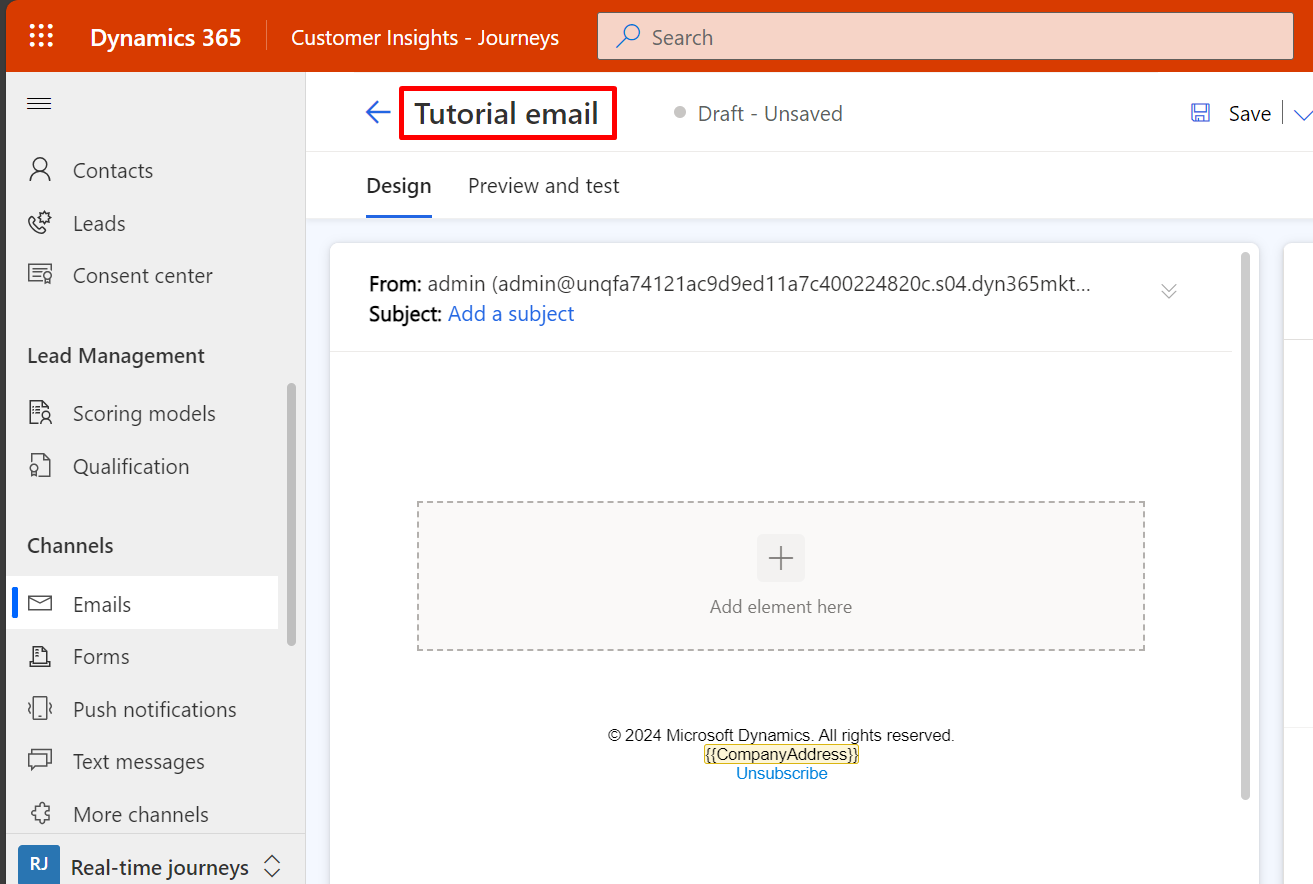 Dynamics 365
Customer Insights - Journeys
Search
Tutorial email
Draft - Unsaved
Save
Contacts
Leads
Consent center
Lead Management
Scoring models
Qualification
Channels
Emails
Forms
Push notifications
Text messages
More channels
RJ Real-time journeys
Design
Preview and test
From: admin (admin@unqfa74121ac9d9ed11a7c400224820c.s04.dyn365mkt...
Subject: Add a subject
Add element here
© 2024 Microsoft Dynamics. All rights reserved.
{{CompanyAddress}}
Unsubscribe